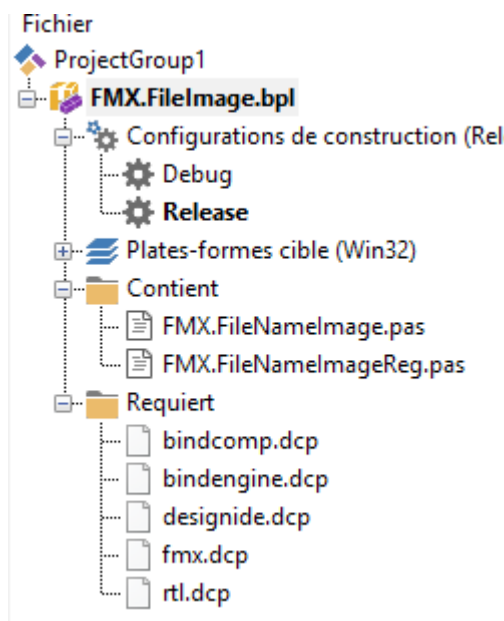 Fichier
ProjectGroup1
FMX.FileImage.bpl
Configurations de construction (Rel
Debug
Release
Plates-formes cible (Win32)
Contient
FMX.FileNameImage.pas
FMX.FileNameImageReg.pas
Requiert
bindcomp.dcp
bindengine.dcp
designide.dcp
fmx.dcp
rtl.dcp